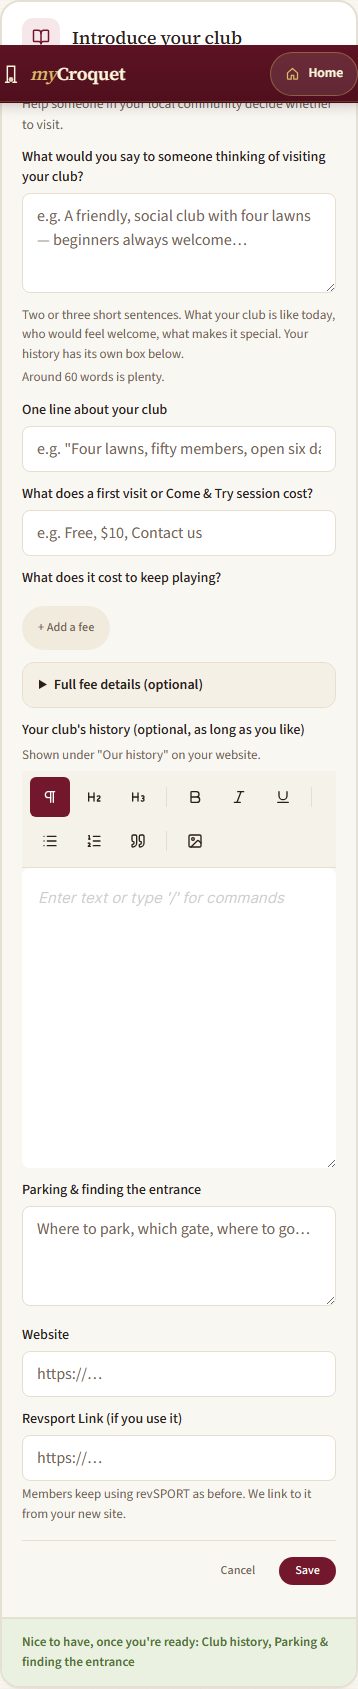 Introduce your club
myCroquet
Home
Help someone in your local community decide whether
to visit.
What would you say to someone thinking of visiting
your club?
e.g. A friendly, social club with four lawns
— beginners always welcome…
Two or three short sentences. What your club is like today,
who would feel welcome, what makes it special. Your
history has its own box below.
Around 60 words is plenty.
One line about your club
e.g. "Four lawns, fifty members, open six da
What does a first visit or Come & Try session cost?
e.g. Free, $10, Contact us
What does it cost to keep playing?
+ Add a fee
Full fee details (optional)
Your club's history (optional, as long as you like)
Shown under "Our history" on your website.
H2 H3 B I U
Enter text or type '/' for commands
Parking & finding the entrance
Where to park, which gate, where to go…
Website
https://…
Revsport Link (if you use it)
https://…
Members keep using revSPORT as before. We link to it
from your new site.
Cancel Save
Nice to have, once you're ready: Club history, Parking &
finding the entrance